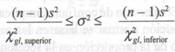 (n − 1)s² / χ²gl, superior ≤ σ² ≤ (n − 1)s² / χ²gl, inferior